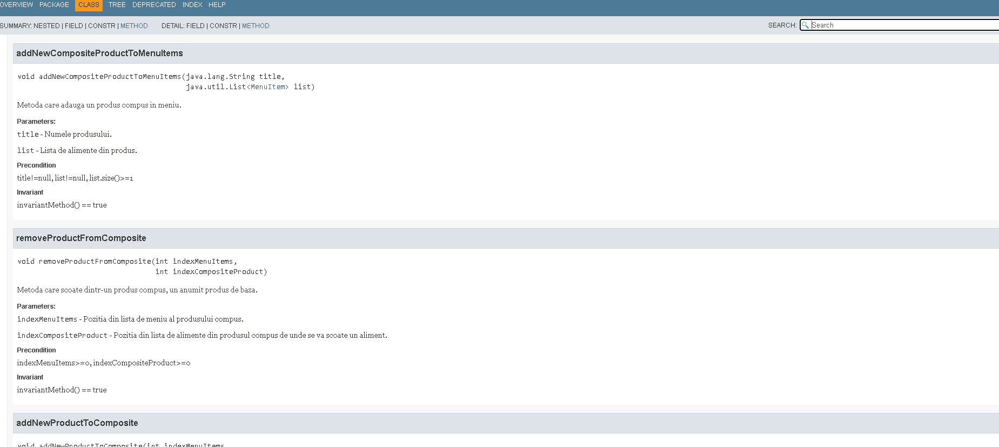 OVERVIEW PACKAGE CLASS TREE DEPRECATED INDEX HELP
SUMMARY: NESTED | FIELD | CONSTR | METHOD DETAIL: FIELD | CONSTR | METHOD SEARCH: Search
addNewCompositeProductToMenuItems
void addNewCompositeProductToMenuItems(java.lang.String title,
java.util.List<MenuItem> list)
Metoda care adauga un produs compus in meniu.
Parameters:
title - Numele produsului.
list - Lista de alimente din produs.
Precondition
title!=null, list!=null, list.size()>=1
Invariant
invariantMethod() == true
removeProductFromComposite
void removeProductFromComposite(int indexMenuItems,
int indexCompositeProduct)
Metoda care scoate dintr-un produs compus, un anumit produs de baza.
Parameters:
indexMenuItems - Pozitia din lista de meniu al produsului compus.
indexCompositeProduct - Pozitia din lista de alimente din produsul compus de unde se va scoate un aliment.
Precondition
indexMenuItems>=0, indexCompositeProduct>=0
Invariant
invariantMethod() == true
addNewProductToComposite
void addNewProductToComposite(int indexMenuItems